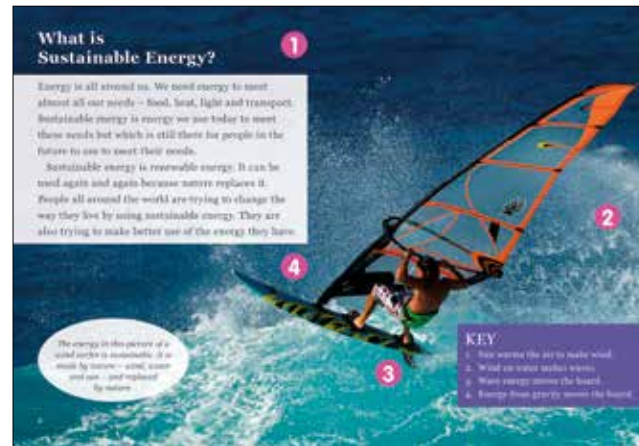 What is
Sustainable Energy?
1
Energy is all around us. We need energy to meet
almost all our needs – food, heat, light and transport.
Sustainable energy is energy we use today to meet
these needs but which is still there for people in the
future to use to meet their needs.
Sustainable energy is renewable energy. It can be
used again and again because nature replaces it.
People all around the world are trying to change the
way they live by using sustainable energy. They are
also trying to make better use of the energy they have.
2
4
The energy in this picture of a
wind surfer is sustainable. It is
made by nature – wind, water
and sun – and replaced
by nature.
3
KEY
1. Sun warms the air to make wind.
2. Wind on water makes waves.
3. Wave energy moves the board.
4. Energy from gravity moves the board.